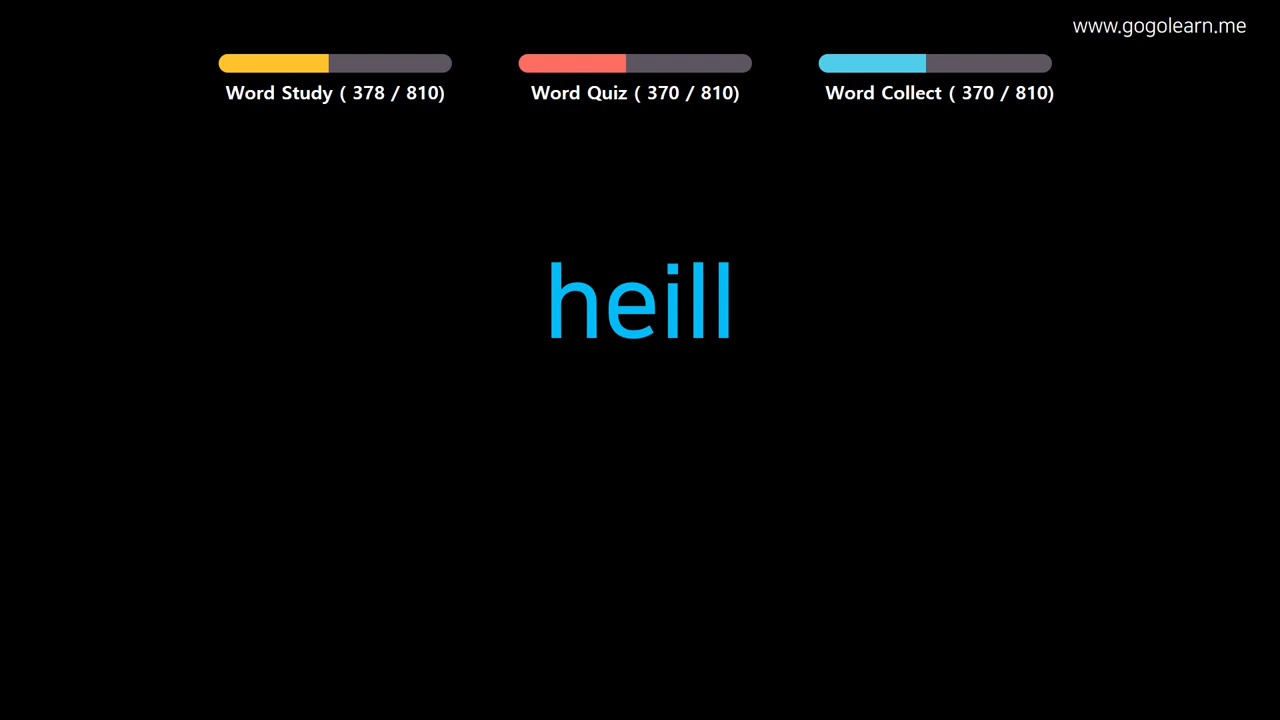 www.gogolearn.me
Word Study ( 378 / 810)
Word Quiz ( 370 / 810)
Word Collect ( 370 / 810)
heill